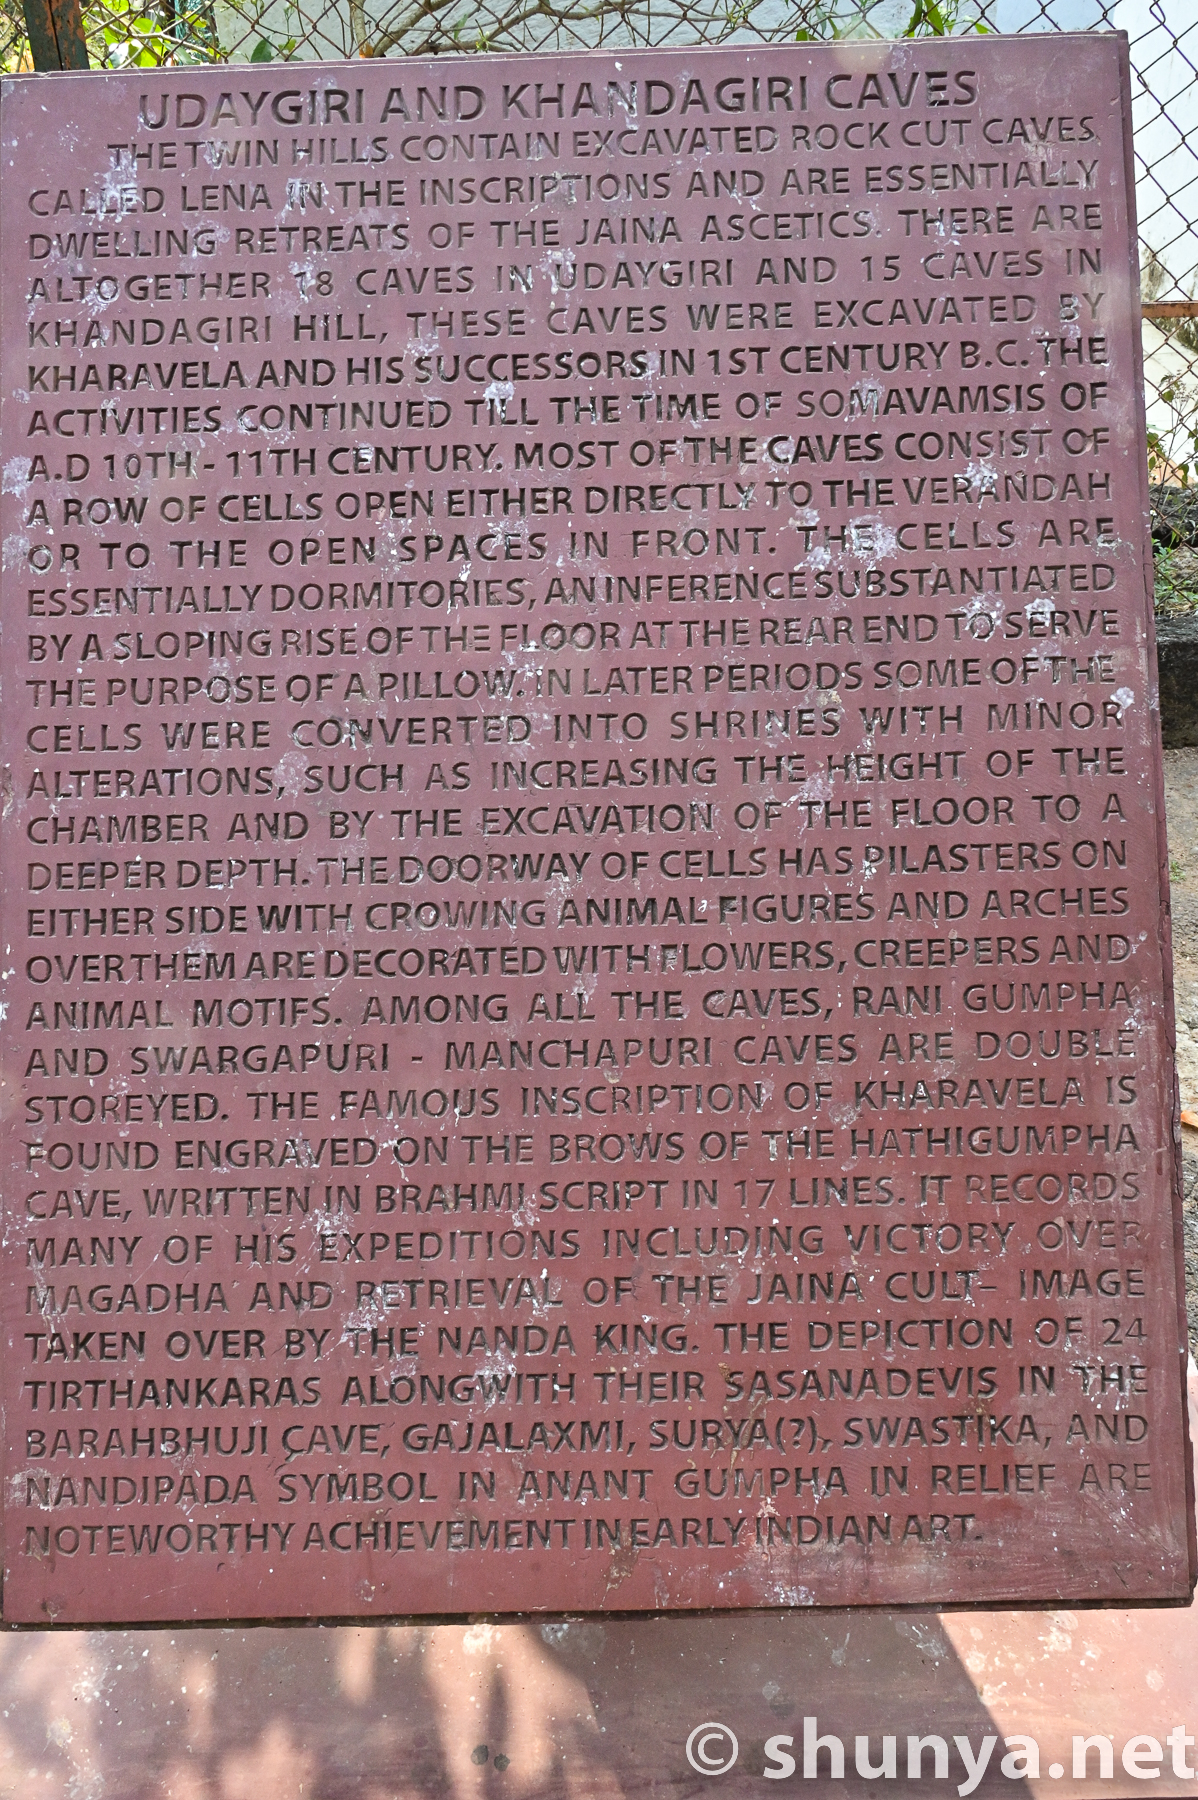 UDAYGIRI AND KHANDAGIRI CAVES
THE TWIN HILLS CONTAIN EXCAVATED ROCK CUT CAVES
CALLED LENA IN THE INSCRIPTIONS AND ARE ESSENTIALLY
DWELLING RETREATS OF THE JAINA ASCETICS. THERE ARE
ALTOGETHER 18 CAVES IN UDAYGIRI AND 15 CAVES IN
KHANDAGIRI HILL, THESE CAVES WERE EXCAVATED BY
KHARAVELA AND HIS SUCCESSORS IN 1ST CENTURY B.C. THE
ACTIVITIES CONTINUED TILL THE TIME OF SOMAVAMSIS OF
A.D 10TH - 11TH CENTURY. MOST OF THE CAVES CONSIST OF
A ROW OF CELLS OPEN EITHER DIRECTLY TO THE VERANDAH
OR TO THE OPEN SPACES IN FRONT. THE CELLS ARE
ESSENTIALLY DORMITORIES, AN INFERENCE SUBSTANTIATED
BY A SLOPING RISE OF THE FLOOR AT THE REAR END TO SERVE
THE PURPOSE OF A PILLOW. IN LATER PERIODS SOME OF THE
CELLS WERE CONVERTED INTO SHRINES WITH MINOR
ALTERATIONS, SUCH AS INCREASING THE HEIGHT OF THE
CHAMBER AND BY THE EXCAVATION OF THE FLOOR TO A
DEEPER DEPTH. THE DOORWAY OF CELLS HAS PILASTERS ON
EITHER SIDE WITH CROWING ANIMAL FIGURES AND ARCHES
OVER THEM ARE DECORATED WITH FLOWERS, CREEPERS AND
ANIMAL MOTIFS. AMONG ALL THE CAVES, RANI GUMPHA
AND SWARGAPURI - MANCHAPURI CAVES ARE DOUBLE
STOREYED. THE FAMOUS INSCRIPTION OF KHARAVELA IS
FOUND ENGRAVED ON THE BROWS OF THE HATHIGUMPHA
CAVE, WRITTEN IN BRAHMI SCRIPT IN 17 LINES. IT RECORDS
MANY OF HIS EXPEDITIONS INCLUDING VICTORY OVER
MAGADHA AND RETRIEVAL OF THE JAINA CULT- IMAGE
TAKEN OVER BY THE NANDA KING. THE DEPICTION OF 24
TIRTHANKARAS ALONGWITH THEIR SASANADEVIS IN THE
BARAHBHUJI CAVE, GAJALAXMI, SURYA(?), SWASTIKA, AND
NANDIPADA SYMBOL IN ANANT GUMPHA IN RELIEF ARE
NOTEWORTHY ACHIEVEMENT IN EARLY INDIAN ART.
© shunya.net